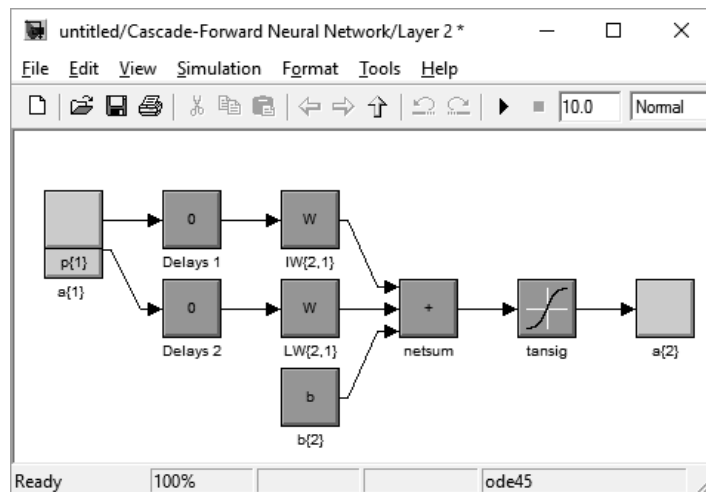 untitled/Cascade-Forward Neural Network/Layer 2 *
File Edit View Simulation Format Tools Help
10.0 Normal
p{1}
a{1}
0
Delays 1
W
IW{2,1}
0
Delays 2
W
LW{2,1}
b
b{2}
+
netsum
tansig
a{2}
Ready 100% ode45